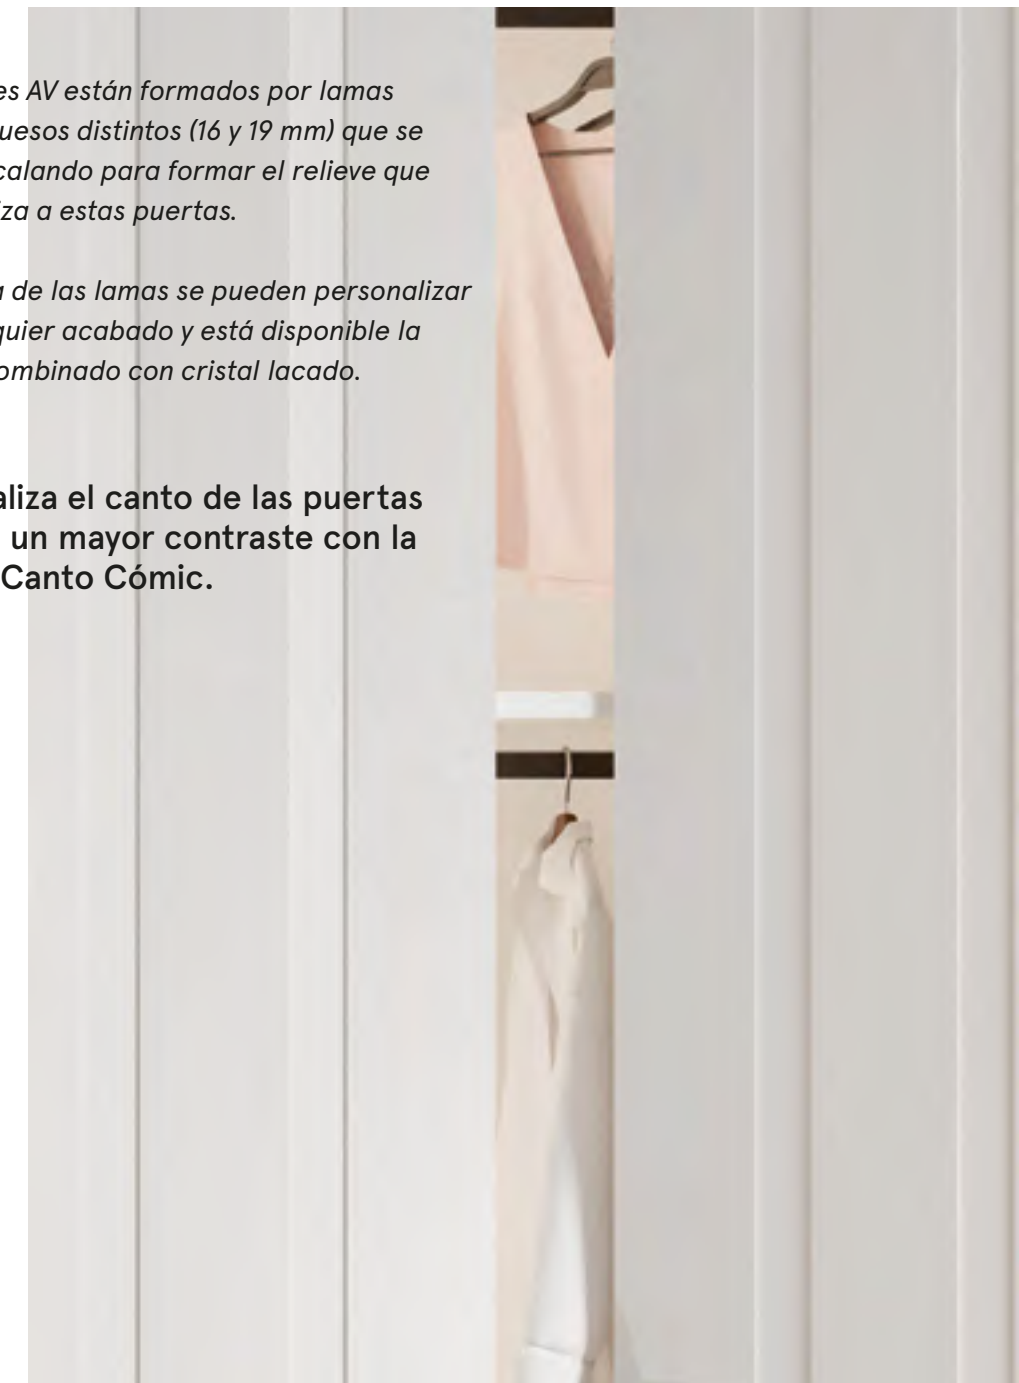 es AV están formados por lamas
uesos distintos (16 y 19 mm) que se
calando para formar el relieve que
iza a estas puertas.
a de las lamas se pueden personalizar
quier acabado y está disponible la
ombinado con cristal lacado.
aliza el canto de las puertas
un mayor contraste con la
Canto Cómic.